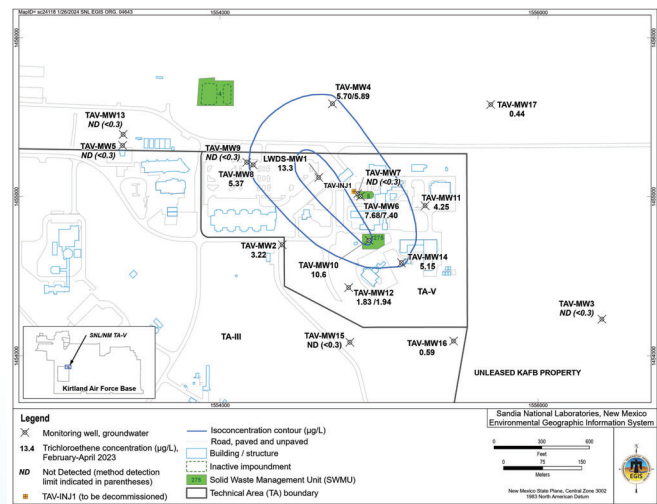 MapID= ec24118 1/26/2024 SNL EGIS ORG. 04643
1554000
1556000
1456000
1456000
TAV-MW4
5.70/5.89
TAV-MW17
0.44
TAV-MW13
ND (<0.3)
TAV-MW5
ND (<0.3)
TAV-MW9
ND (<0.3)
LWDS-MW1
13.3
TAV-MW8
5.37
TAV-INJ1
TAV-MW7
ND (<0.3)
5
TAV-MW6
7.68/7.40
TAV-MW11
4.25
1455000
1455000
275
TAV-MW2
3.22
TAV-MW10
10.6
TAV-MW14
5.15
TAV-MW12
1.83 /1.94
TA-V
TAV-MW3
ND (<0.3)
TA-III
TAV-MW15
ND (<0.3)
TAV-MW16
0.59
1454000
1454000
SNL/NM TA-V
Kirtland Air Force Base
UNLEASED KAFB PROPERTY
1554000
1556000
Legend
Monitoring well, groundwater
13.4 Trichloroethene concentration (µg/L),
February-April 2023
ND Not Detected (method detection
limit indicated in parentheses)
TAV-INJ1 (to be decommissioned)
Isoconcentration contour (µg/L)
Road, paved and unpaved
Building / structure
Inactive impoundment
275 Solid Waste Management Unit (SWMU)
Technical Area (TA) boundary
Sandia National Laboratories, New Mexico
Environmental Geographic Information System
0 300 600
Feet
0 75 150
Meters
New Mexico State Plane, Central Zone 3002
1983 North American Datum
EGIS